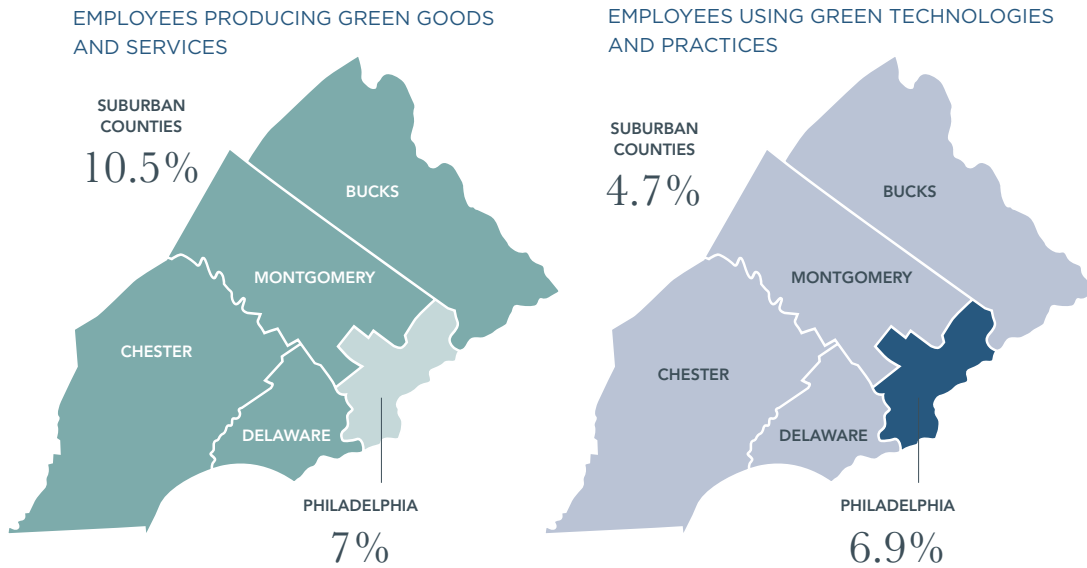 EMPLOYEES PRODUCING GREEN GOODS
AND SERVICES
SUBURBAN
COUNTIES
10.5%
BUCKS
MONTGOMERY
CHESTER
DELAWARE
PHILADELPHIA
7%
EMPLOYEES USING GREEN TECHNOLOGIES
AND PRACTICES
SUBURBAN
COUNTIES
4.7%
BUCKS
MONTGOMERY
CHESTER
DELAWARE
PHILADELPHIA
6.9%